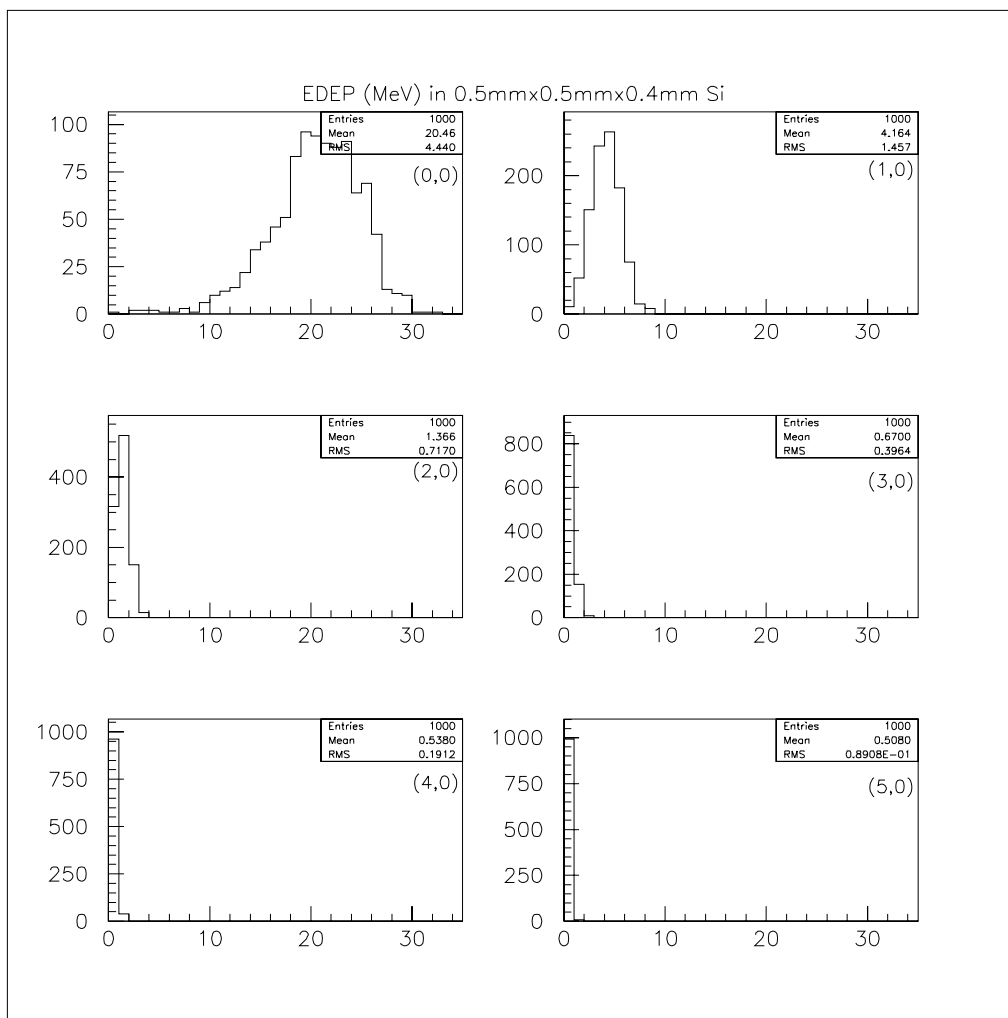 EDEP (MeV) in 0.5mmx0.5mmx0.4mm Si
Entries 1000
Mean 20.46
RMS 4.440
(0,0)
100
75
50
25
0
0 10 20 30
Entries 1000
Mean 4.164
RMS 1.457
(1,0)
200
100
0
0 10 20 30
Entries 1000
Mean 1.366
RMS 0.7170
(2,0)
400
200
0
0 10 20 30
Entries 1000
Mean 0.6700
RMS 0.3964
(3,0)
800
600
400
200
0
0 10 20 30
Entries 1000
Mean 0.5380
RMS 0.1912
(4,0)
1000
750
500
250
0
0 10 20 30
Entries 1000
Mean 0.5080
RMS 0.8908E-01
(5,0)
1000
750
500
250
0
0 10 20 30